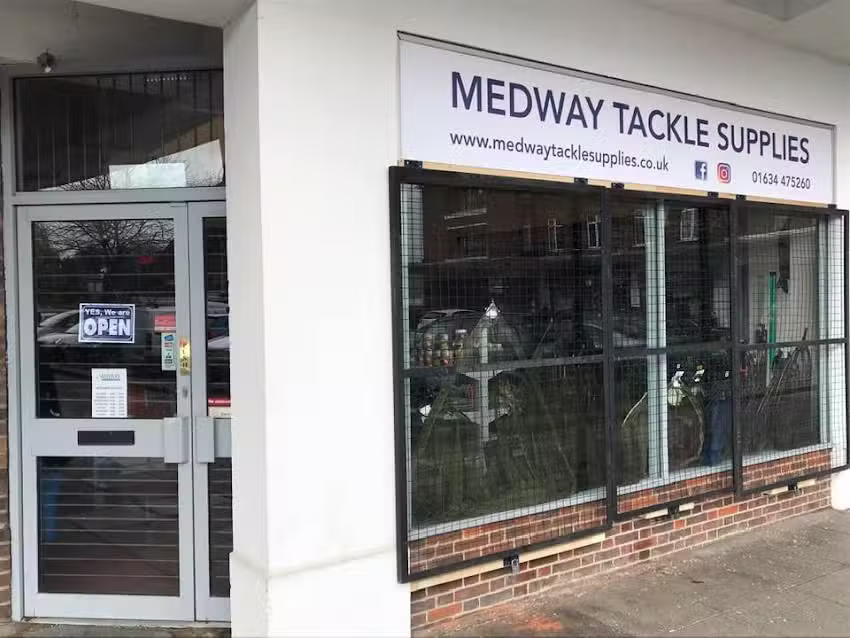 MEDWAY TACKLE SUPPLIES
www.medwaytacklesupplies.co.uk
01634 475260
YES, We are
OPEN